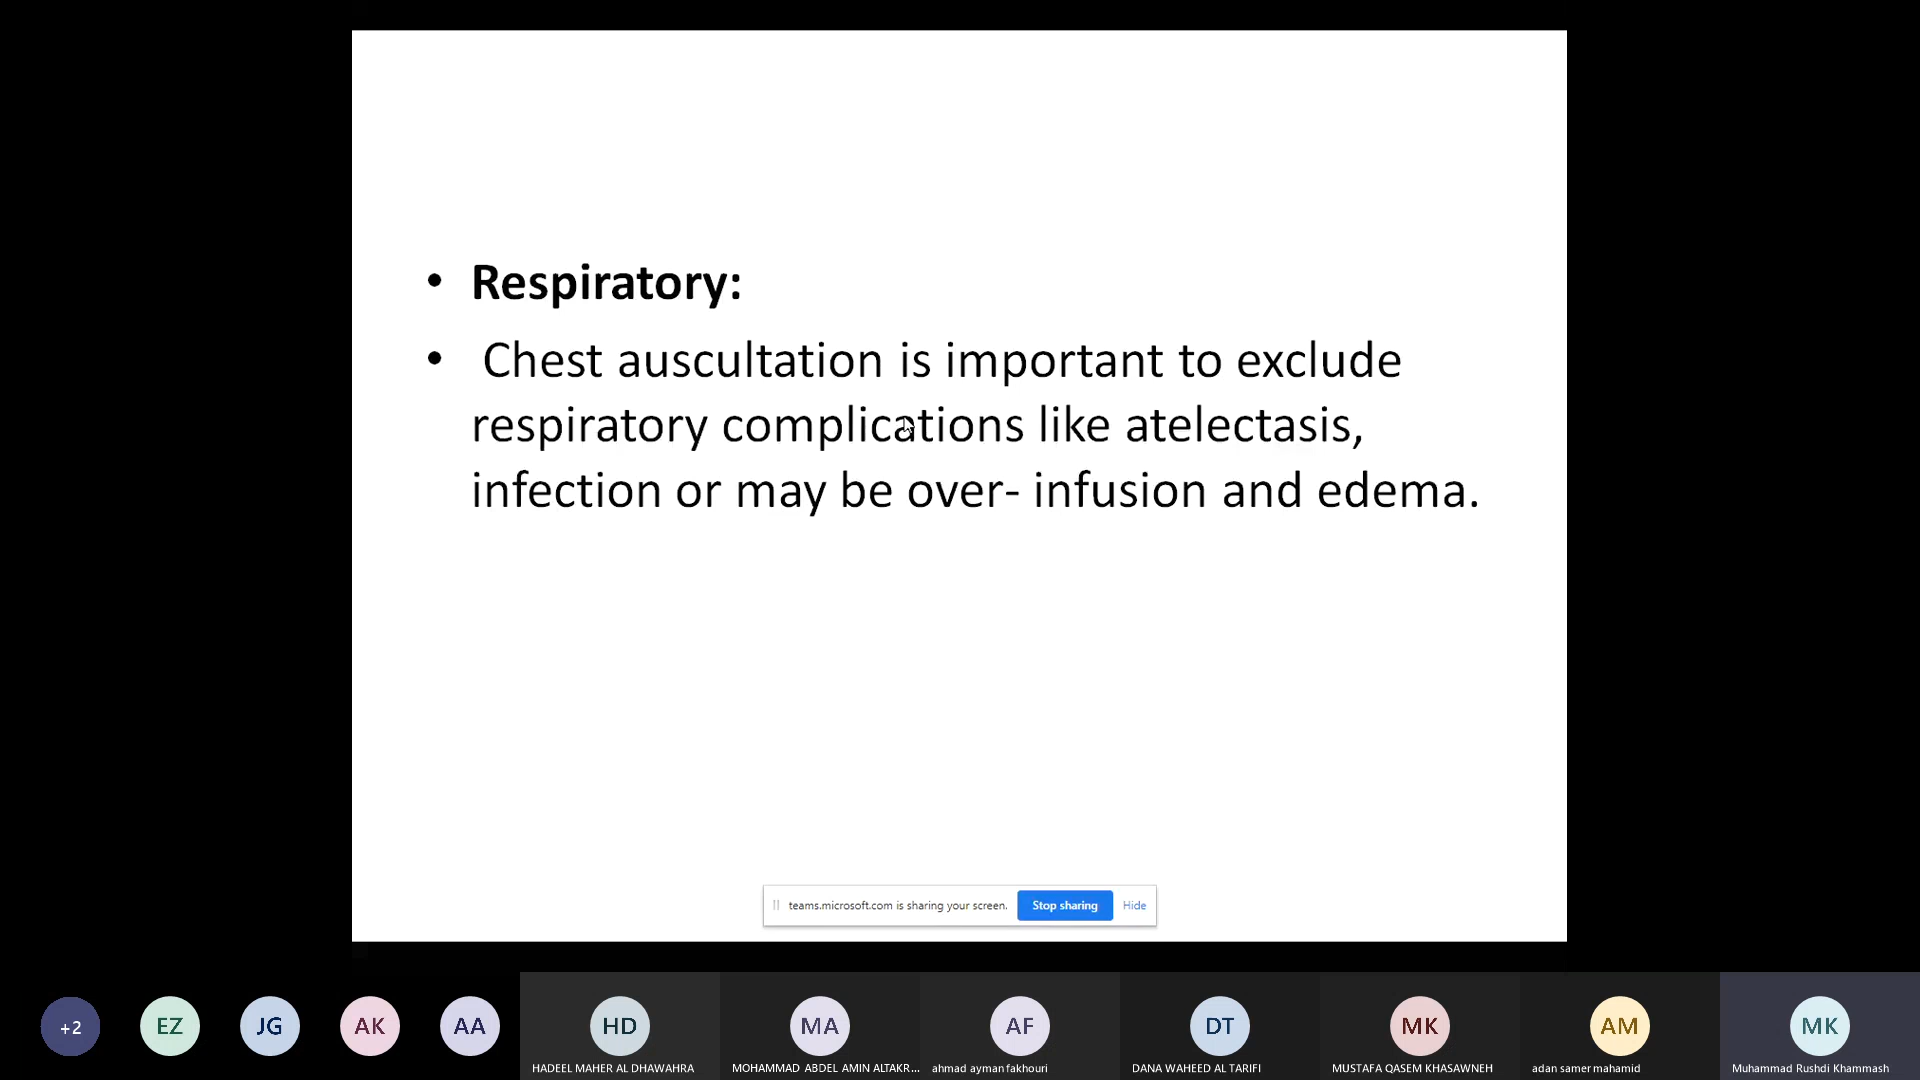 • Respiratory:
• Chest auscultation is important to exclude
respiratory complications like atelectasis,
infection or may be over- infusion and edema.
teams.microsoft.com is sharing your screen. Stop sharing Hide
+2 EZ JG AK AA HD MA AF DT MK AM MK
HADEEL MAHER AL DHAWAHRA MOHAMMAD ABDEL AMIN ALTAKR... ahmad ayman fakhouri DANA WAHEED AL TARIFI MUSTAFA QASEM KHASAWNEH adan samer mahamid Muhammad Rushdi Khammash